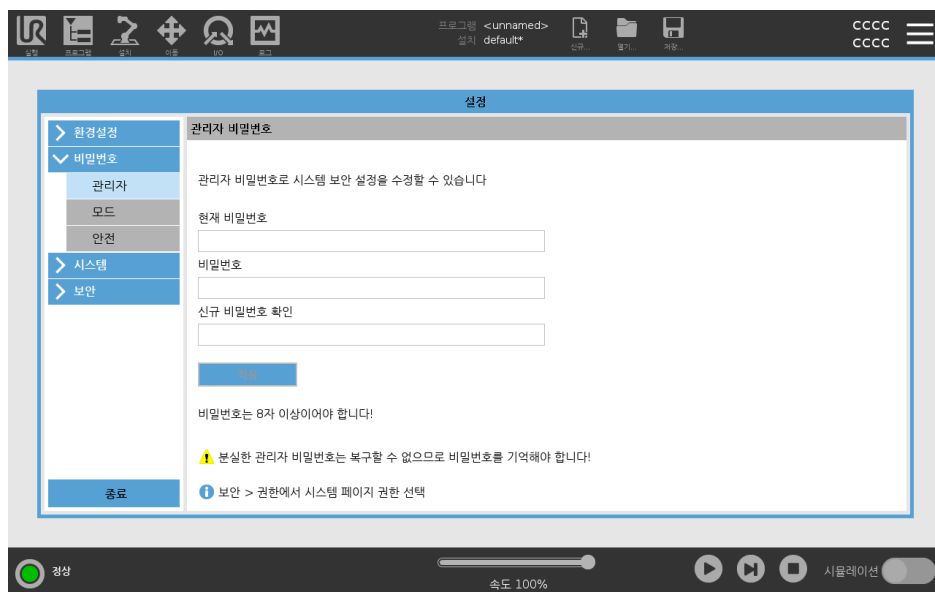 프로그램 <unnamed>
설치 default*
cccc
cccc
실행 프로그램 설치 이동 I/O 로그 신규... 열기... 저장...
설정
환경설정
비밀번호
관리자
모드
안전
시스템
보안
종료
관리자 비밀번호
관리자 비밀번호로 시스템 보안 설정을 수정할 수 있습니다
현재 비밀번호
비밀번호
신규 비밀번호 확인
적용
비밀번호는 8자 이상이어야 합니다!
분실한 관리자 비밀번호는 복구할 수 없으므로 비밀번호를 기억해야 합니다!
보안 > 권한에서 시스템 페이지 권한 선택
정상
속도 100%
시뮬레이션